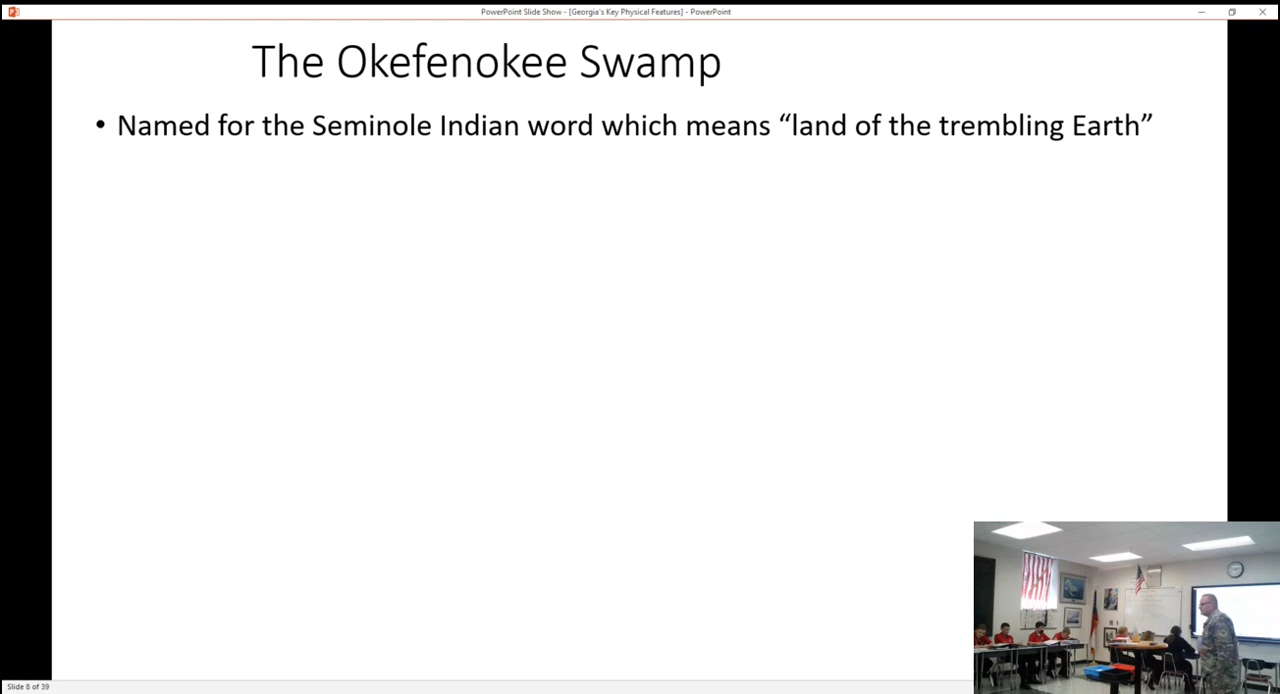 PowerPoint Slide Show - [Georgia's Key Physical Features] - PowerPoint
The Okefenokee Swamp
• Named for the Seminole Indian word which means “land of the trembling Earth”
Slide 8 of 39